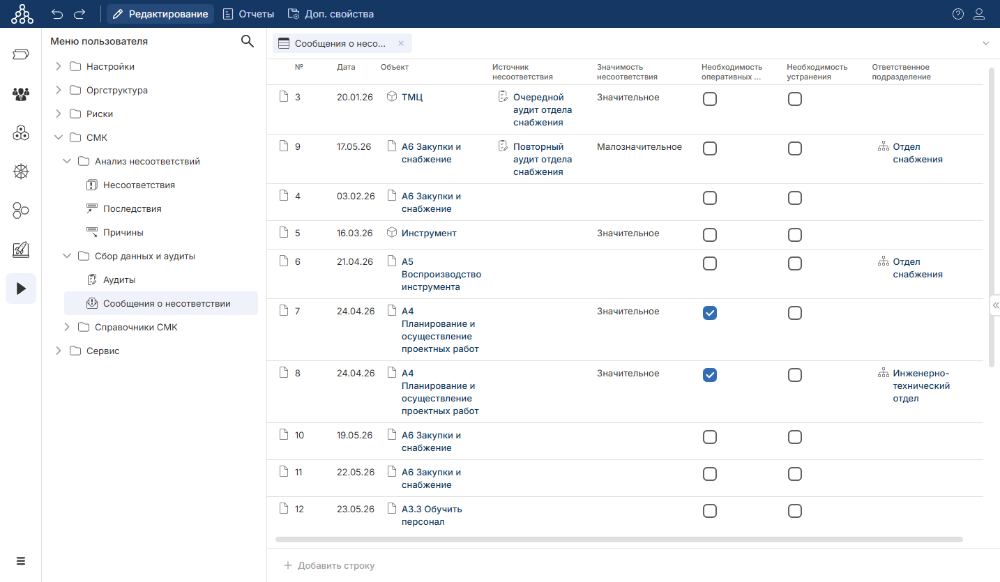 Редактирование
Отчеты
Доп. свойства
Меню пользователя
Настройки
Оргструктура
Риски
СМК
Анализ несоответствий
Несоответствия
Последствия
Причины
Сбор данных и аудиты
Аудиты
Сообщения о несоответствии
Справочники СМК
Сервис
Сообщения о несо...
№
Дата
Объект
Источник
несоответствия
Значимость
несоответствия
Необходимость
оперативных ...
Необходимость
устранения
Ответственное
подразделение
3
20.01.26
ТМЦ
Очередной
аудит отдела
снабжения
Значительное
9
17.05.26
А6 Закупки и
снабжение
Повторный
аудит отдела
снабжения
Малозначительное
Отдел
снабжения
4
03.02.26
А6 Закупки и
снабжение
5
16.03.26
Инструмент
Значительное
6
21.04.26
А5
Воспроизводство
инструмента
Отдел
снабжения
7
24.04.26
А4
Планирование и
осуществление
проектных работ
Значительное
8
24.04.26
А4
Планирование и
осуществление
проектных работ
Значительное
Инженерно-
технический
отдел
10
19.05.26
А6 Закупки и
снабжение
11
22.05.26
А6 Закупки и
снабжение
12
23.05.26
А3.3 Обучить
персонал
Добавить строку